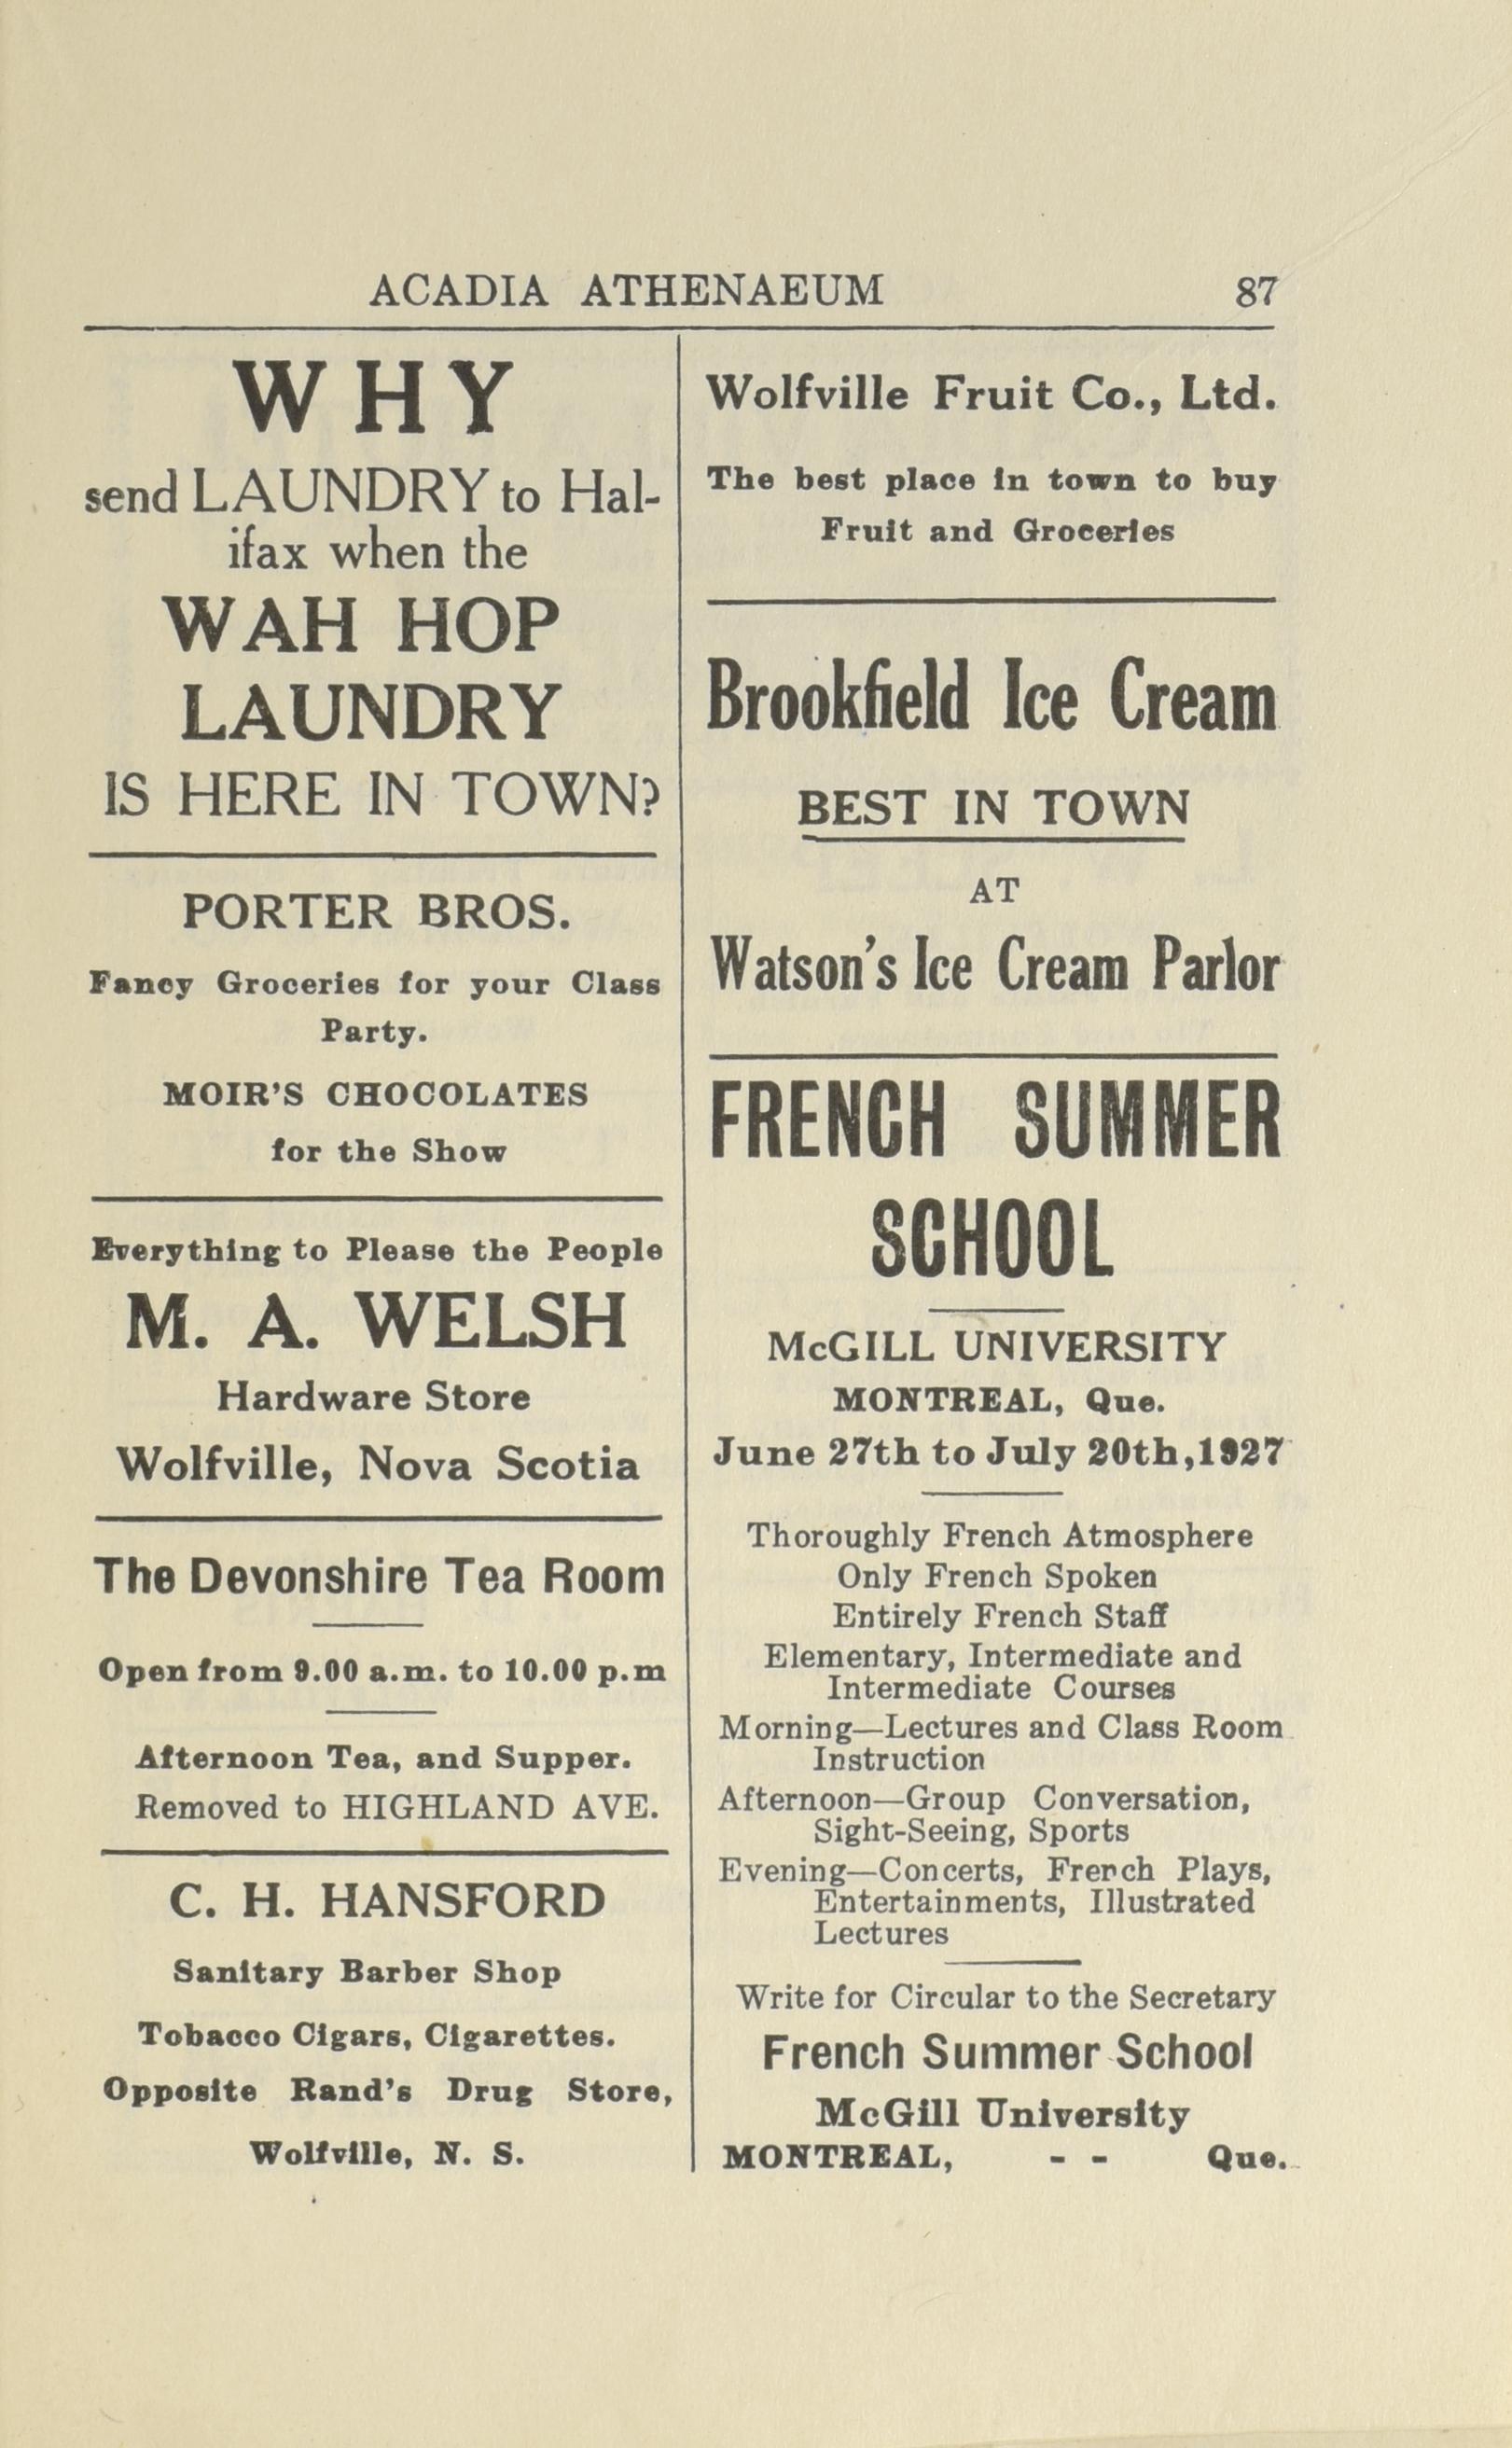 ACADIA ATHENAEUM 87
WHY
send LAUNDRY to Hal-
ifax when the
WAH HOP
LAUNDRY
IS HERE IN TOWN?
PORTER BROS.
Fancy Groceries for your Class
Party.
MOIR'S CHOCOLATES
for the Show
Everything to Please the People
M. A. WELSH
Hardware Store
Wolfville, Nova Scotia
The Devonshire Tea Room
Open from 9.00 a.m. to 10.00 p.m
Afternoon Tea, and Supper.
Removed to HIGHLAND AVE.
C. H. HANSFORD
Sanitary Barber Shop
Tobacco Cigars, Cigarettes.
Opposite Rand's Drug Store,
Wolfville, N. S.
Wolfville Fruit Co., Ltd.
The best place in town to buy
Fruit and Groceries
Brookfield Ice Cream
BEST IN TOWN
AT
Watson's Ice Cream Parlor
FRENCH SUMMER
SCHOOL
McGILL UNIVERSITY
MONTREAL, Que.
June 27th to July 20th,1927
Thoroughly French Atmosphere
Only French Spoken
Entirely French Staff
Elementary, Intermediate and
Intermediate Courses
Morning—Lectures and Class Room
Instruction
Afternoon—Group Conversation,
Sight-Seeing, Sports
Evening—Concerts, French Plays,
Entertainments, Illustrated
Lectures
Write for Circular to the Secretary
French Summer School
McGill University
MONTREAL, - - Que.